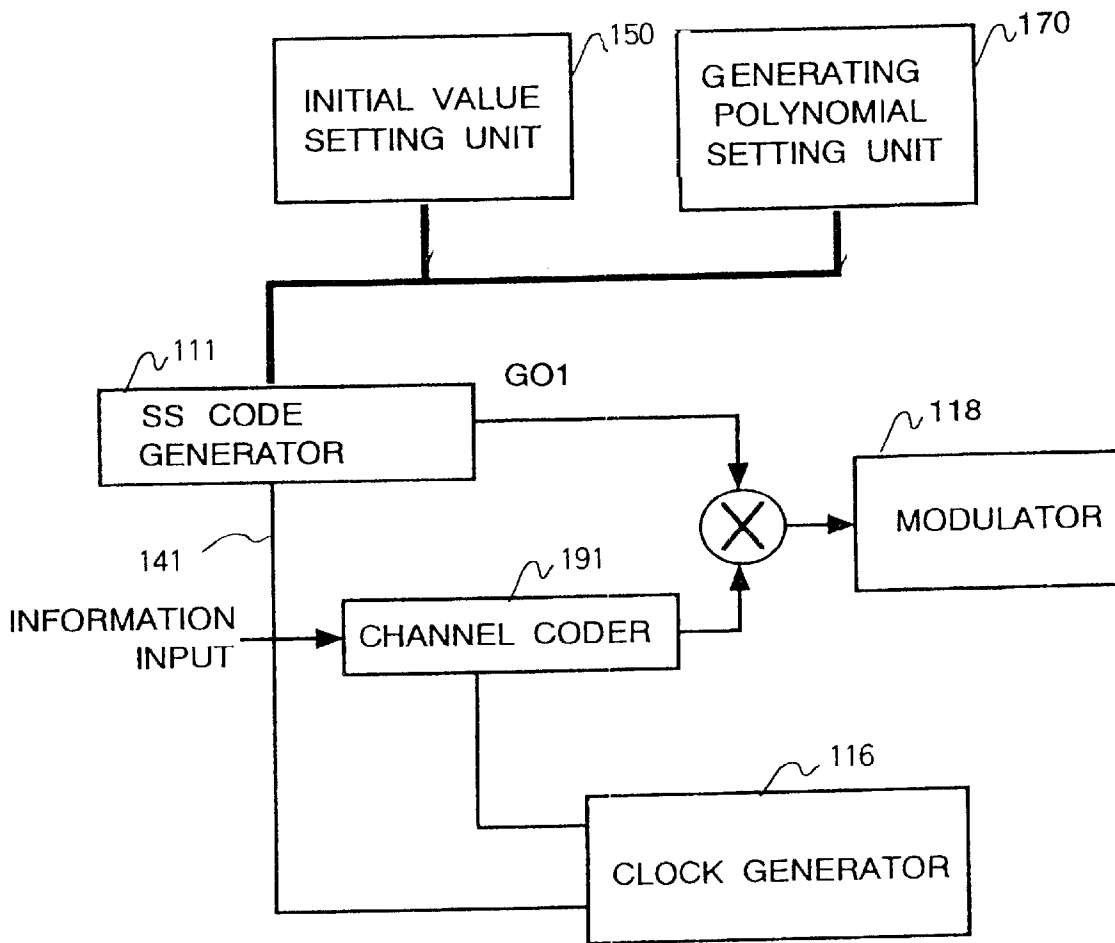 150
INITIAL VALUE
SETTING UNIT
170
GENERATING
POLYNOMIAL
SETTING UNIT
111
SS CODE
GENERATOR
GO1
118
MODULATOR
141
INFORMATION
INPUT
191
CHANNEL CODER
116
CLOCK GENERATOR